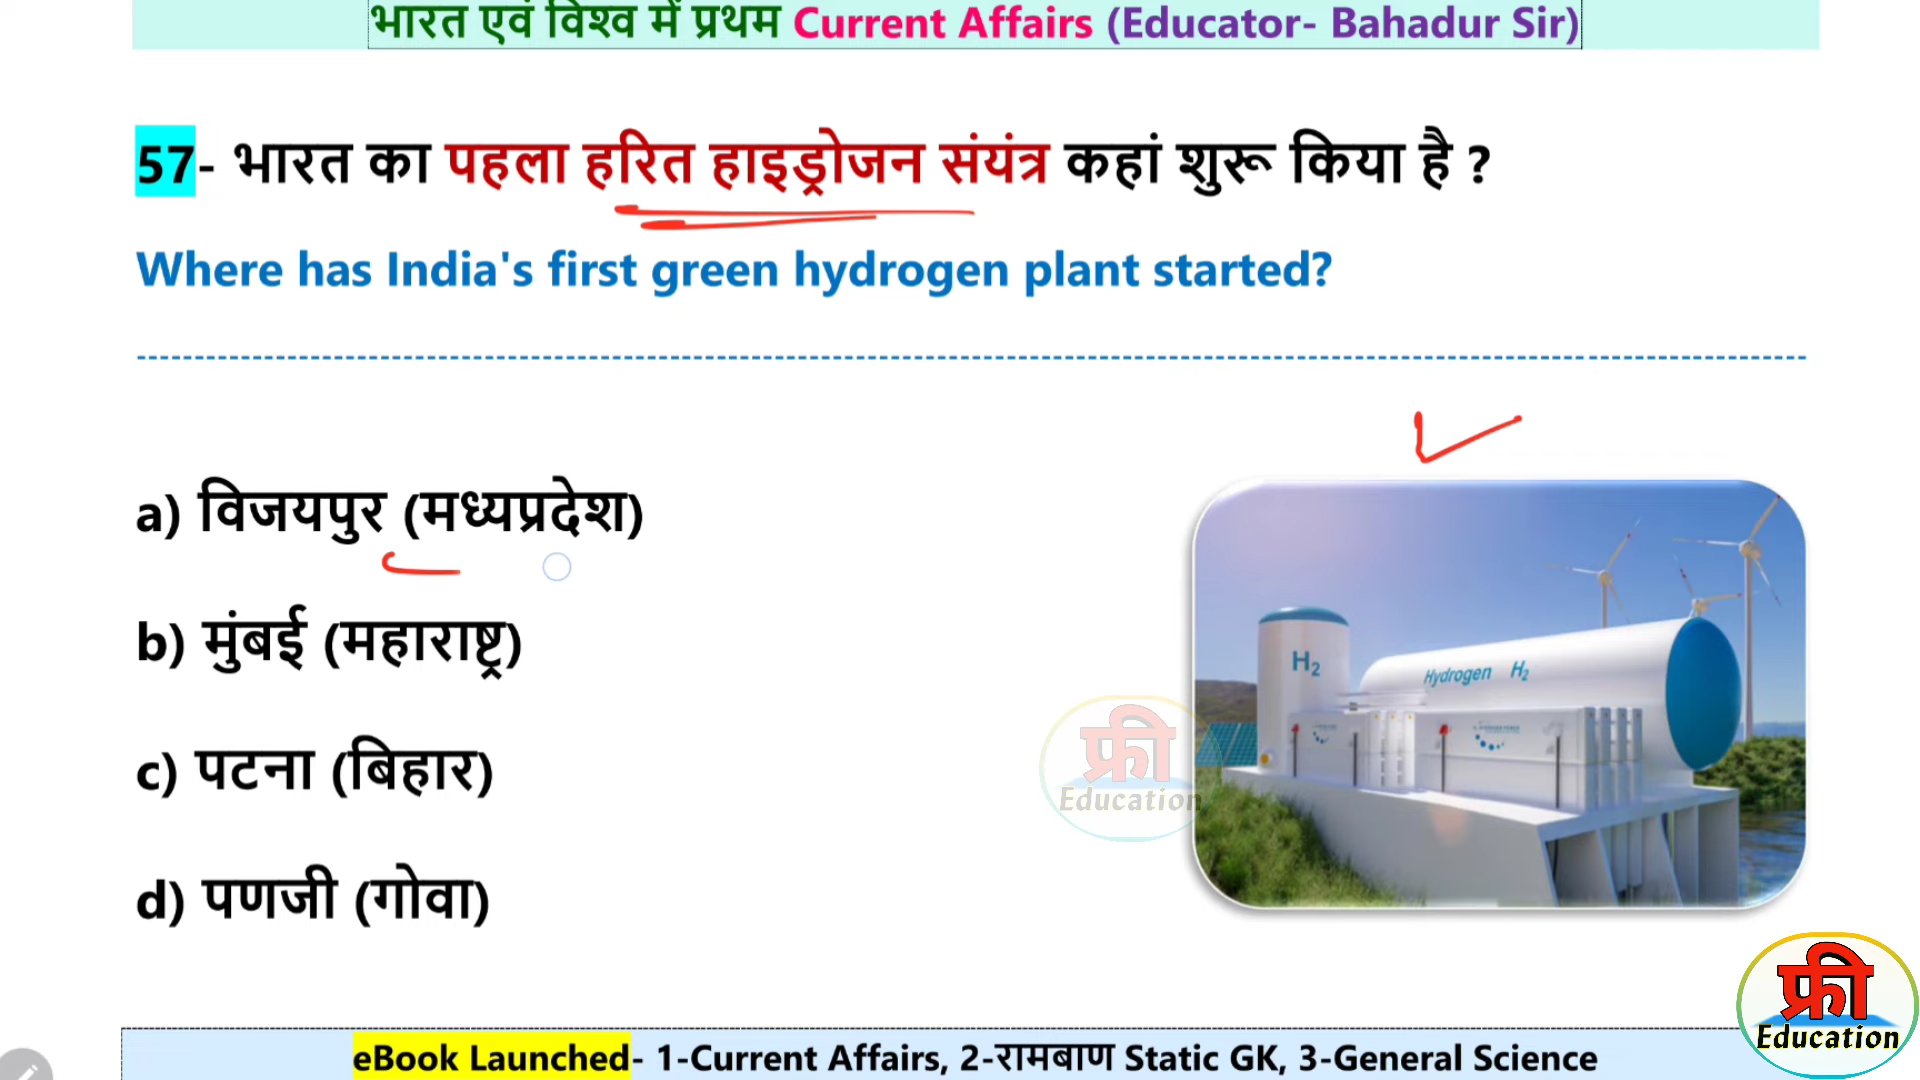 भारत एवं विश्व में प्रथम Current Affairs (Educator- Bahadur Sir)
57- भारत का पहला हरित हाइड्रोजन संयंत्र कहां शुरू किया है ?
Where has India's first green hydrogen plant started?
a) विजयपुर (मध्यप्रदेश)
b) मुंबई (महाराष्ट्र)
c) पटना (बिहार)
d) पणजी (गोवा)
H2
Hydrogen H2
फ्री
Education
फ्री
Education
eBook Launched- 1-Current Affairs, 2-रामबाण Static GK, 3-General Science